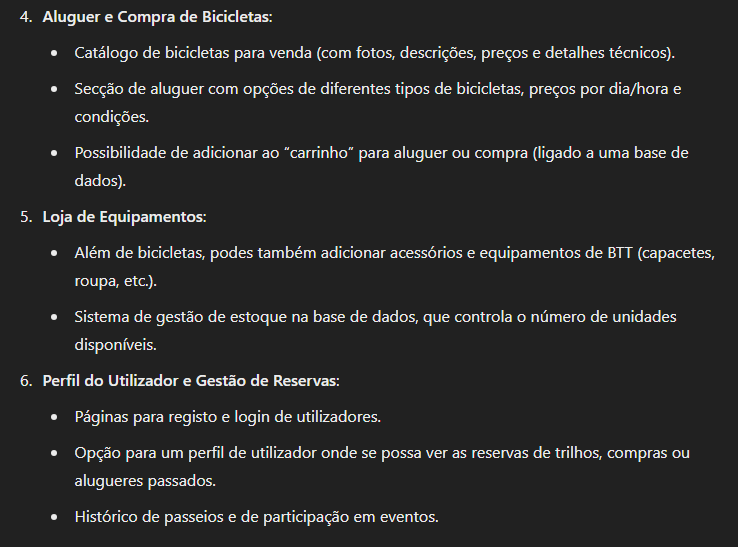 4. Aluguer e Compra de Bicicletas:
• Catálogo de bicicletas para venda (com fotos, descrições, preços e detalhes técnicos).
• Secção de aluguer com opções de diferentes tipos de bicicletas, preços por dia/hora e
condições.
• Possibilidade de adicionar ao “carrinho” para aluguer ou compra (ligado a uma base de
dados).
5. Loja de Equipamentos:
• Além de bicicletas, podes também adicionar acessórios e equipamentos de BTT (capacetes,
roupa, etc.).
• Sistema de gestão de estoque na base de dados, que controla o número de unidades
disponíveis.
6. Perfil do Utilizador e Gestão de Reservas:
• Páginas para registo e login de utilizadores.
• Opção para um perfil de utilizador onde se possa ver as reservas de trilhos, compras ou
alugueres passados.
• Histórico de passeios e de participação em eventos.